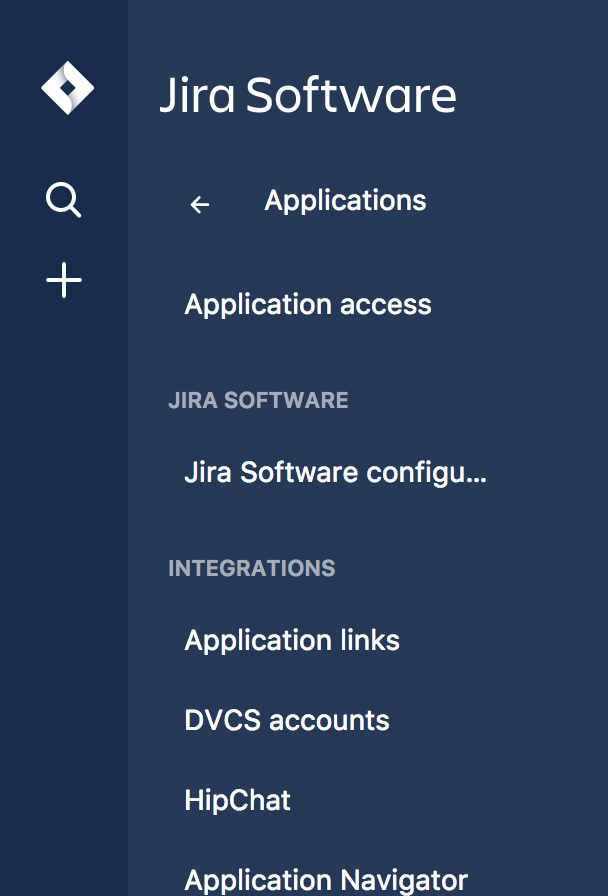 Jira Software
Applications
Application access
JIRA SOFTWARE
Jira Software configu...
INTEGRATIONS
Application links
DVCS accounts
HipChat
Application Navigator